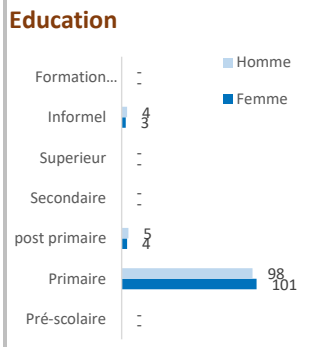 Education
Homme
Femme
Formation... - -
Informel 4 3
Superieur - -
Secondaire - -
post primaire 5 4
Primaire 98 101
Pré-scolaire - -